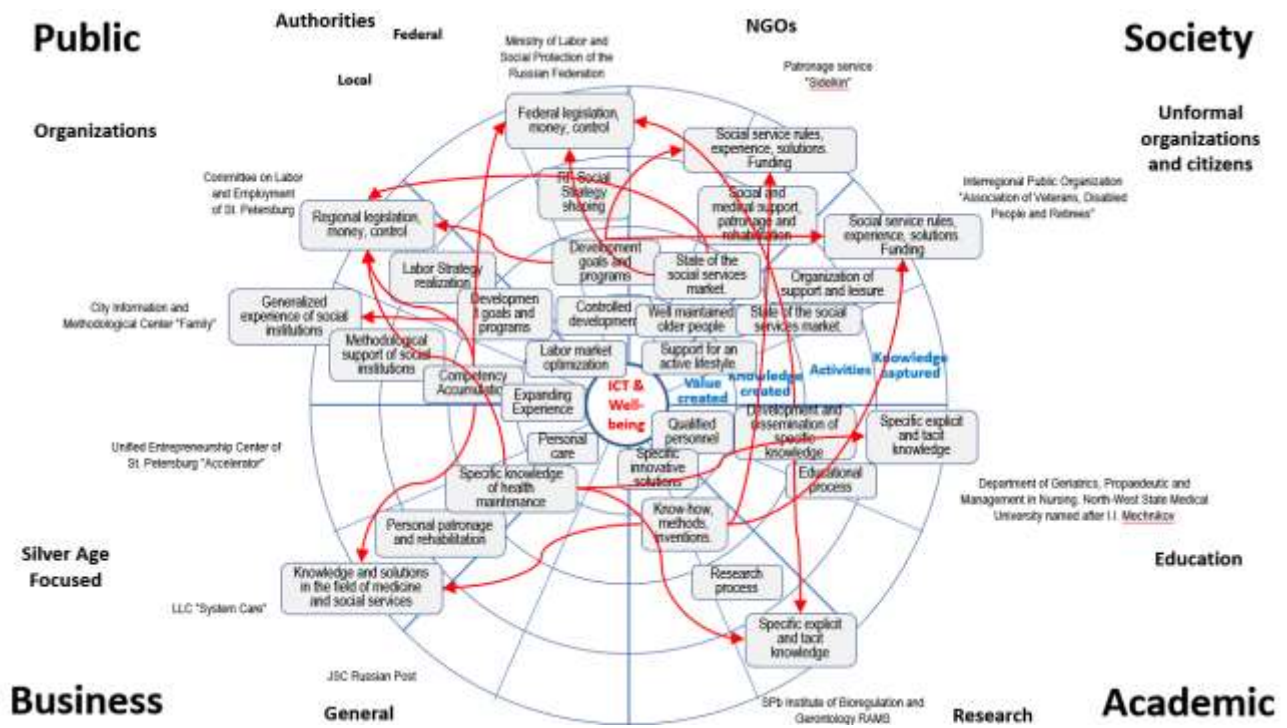 Public
Authorities
Federal
Local
Ministry of Labor and
Social Protection of the
Russian Federation
NGOs
Patronage service
"Sidelkin"
Society
Unformal
organizations
and citizens
Organizations
Committee on Labor
and Employment
of St. Petersburg
Interregional Public Organization
"Association of Veterans, Disabled
People and Retirees"
Federal legislation,
money, control
Social service rules,
experience, solutions.
Funding
RF Social
Strategy
shaping
Social and
medical support,
patronage and
rehabilitation
Regional legislation,
money, control
Social service rules,
experience, solutions.
Funding
Development
goals and
programs
State of the
social services
market
Labor Strategy
realization
Organization of
support and leisure
City Information and
Methodological Center "Family"
Generalized
experience of social
institutions
Developmen
t goals and
programs
Controlled
development
Well maintained
older people
State of the social
services market
Methodological
support of social
institutions
Labor market
optimization
Support for an
active lifestyle
Competency
Accumulation
Expanding
Experience
ICT &
Well-
being
Value
created
Knowledge
created
Activities
Knowledge
captured
Qualified
personnel
Development and
dissemination of
specific
knowledge
Specific explicit
and tacit
knowledge
Unified Entrepreneurship Center of
St. Petersburg "Accelerator"
Personal
care
Specific
innovative
solutions
Educational
process
Specific knowledge
of health
maintenance
Department of Geriatrics, Propaedeutic and
Management in Nursing, North-West State Medical
University named after I.I. Mechnikov
Know-how,
methods,
inventions.
Personal patronage
and rehabilitation
Silver Age
Focused
Education
Knowledge and solutions
in the field of medicine
and social services
Research
process
LLC "System Care"
Specific explicit
and tacit
knowledge
JSC Russian Post
Business
General
SPb Institute of Bioregulation and
Gerontology RAMS
Research
Academic